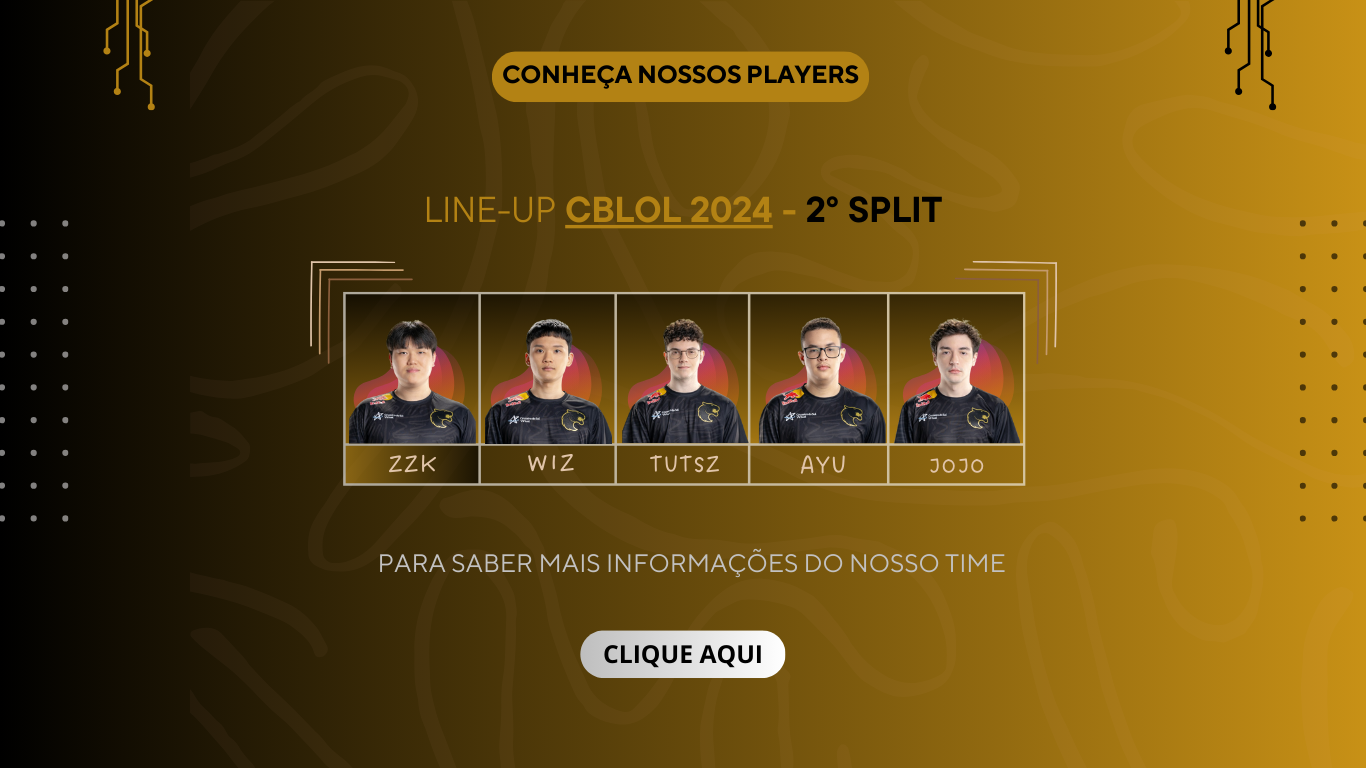 CONHEÇA NOSSOS PLAYERS
LINE-UP CBLOL 2024 - 2° SPLIT
ZZK
WIZ
TUTSZ
AYU
JOJO
PARA SABER MAIS INFORMAÇÕES DO NOSSO TIME
CLIQUE AQUI